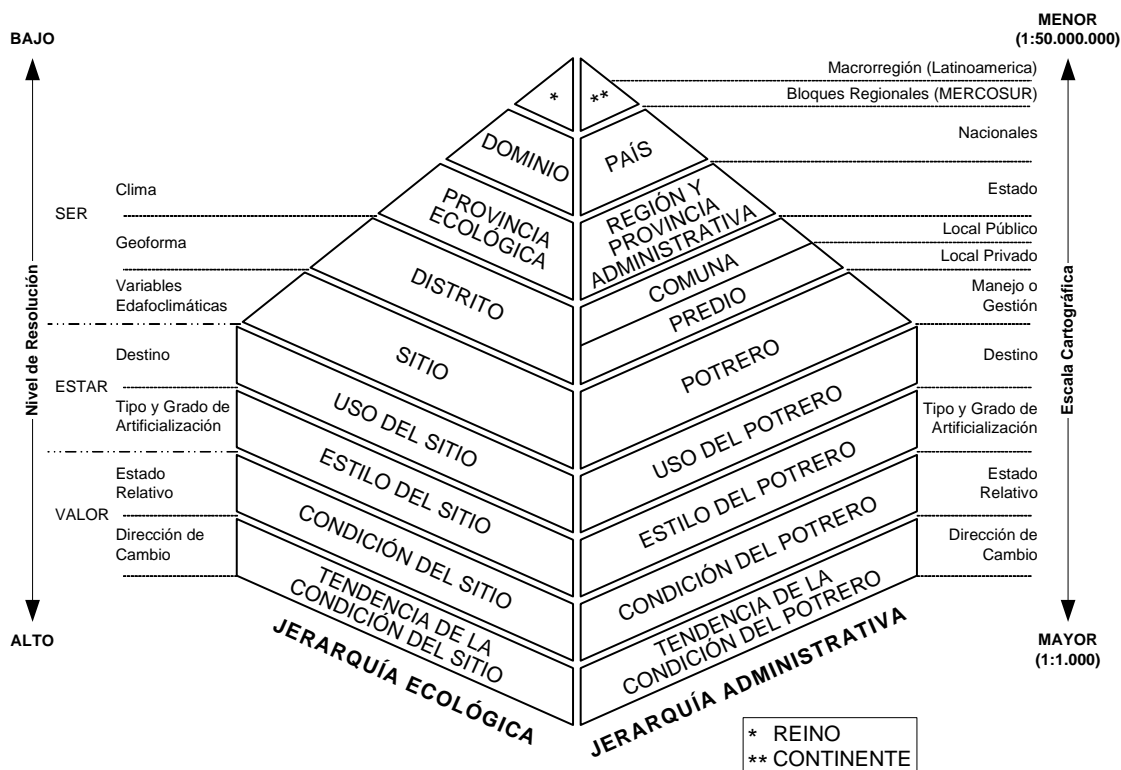 BAJO
Nivel de Resolución
ALTO
SER
Clima
Geoforma
Variables
Edafoclimáticas
ESTAR
Destino
Tipo y Grado de
Artificialización
VALOR
Estado
Relativo
Dirección de
Cambio
*
DOMINIO
PROVINCIA
ECOLÓGICA
DISTRITO
SITIO
USO DEL SITIO
ESTILO DEL SITIO
CONDICIÓN DEL SITIO
TENDENCIA DE LA
CONDICIÓN DEL SITIO
JERARQUÍA ECOLÓGICA
**
PAÍS
REGIÓN Y
PROVINCIA
ADMINISTRATIVA
COMUNA
PREDIO
POTRERO
USO DEL POTRERO
ESTILO DEL POTRERO
CONDICIÓN DEL POTRERO
TENDENCIA DE LA
CONDICIÓN DEL POTRERO
JERARQUÍA ADMINISTRATIVA
Macrorregión (Latinoamerica)
Bloques Regionales (MERCOSUR)
Nacionales
Estado
Local Público
Local Privado
Manejo o
Gestión
Destino
Tipo y Grado de
Artificialización
Estado
Relativo
Dirección de
Cambio
MENOR
(1:50.000.000)
Escala Cartográfica
MAYOR
(1:1.000)
* REINO
** CONTINENTE